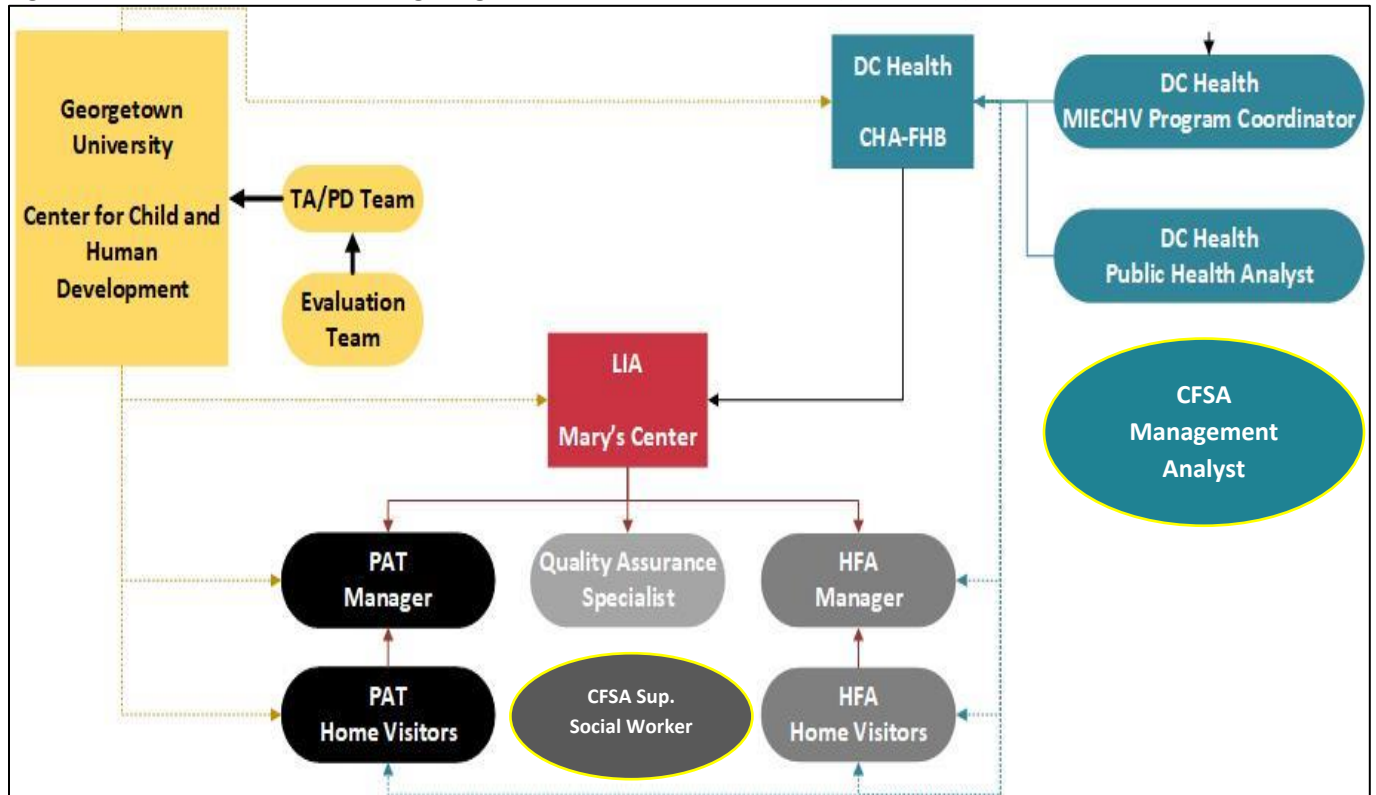 Georgetown
University
Center for Child and
Human
Development
TA/PD Team
Evaluation
Team
DC Health
CHA-FHB
DC Health
MIECHV Program Coordinator
DC Health
Public Health Analyst
CFSA
Management
Analyst
LIA
Mary's Center
PAT
Manager
Quality Assurance
Specialist
HFA
Manager
PAT
Home Visitors
CFSA Sup.
Social Worker
HFA
Home Visitors